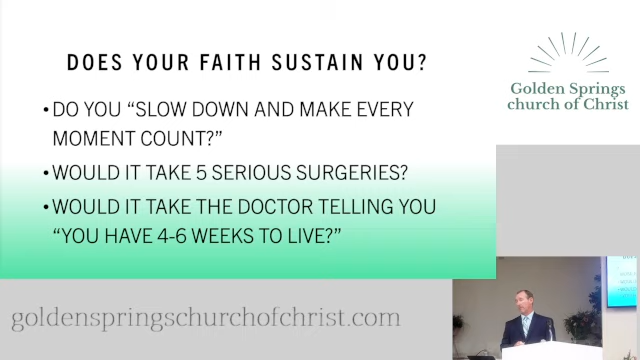 DOES YOUR FAITH SUSTAIN YOU?
•DO YOU “SLOW DOWN AND MAKE EVERY
MOMENT COUNT?”
•WOULD IT TAKE 5 SERIOUS SURGERIES?
•WOULD IT TAKE THE DOCTOR TELLING YOU
“YOU HAVE 4-6 WEEKS TO LIVE?”
Golden Springs
church of Christ
goldenspringschurchofchrist.com